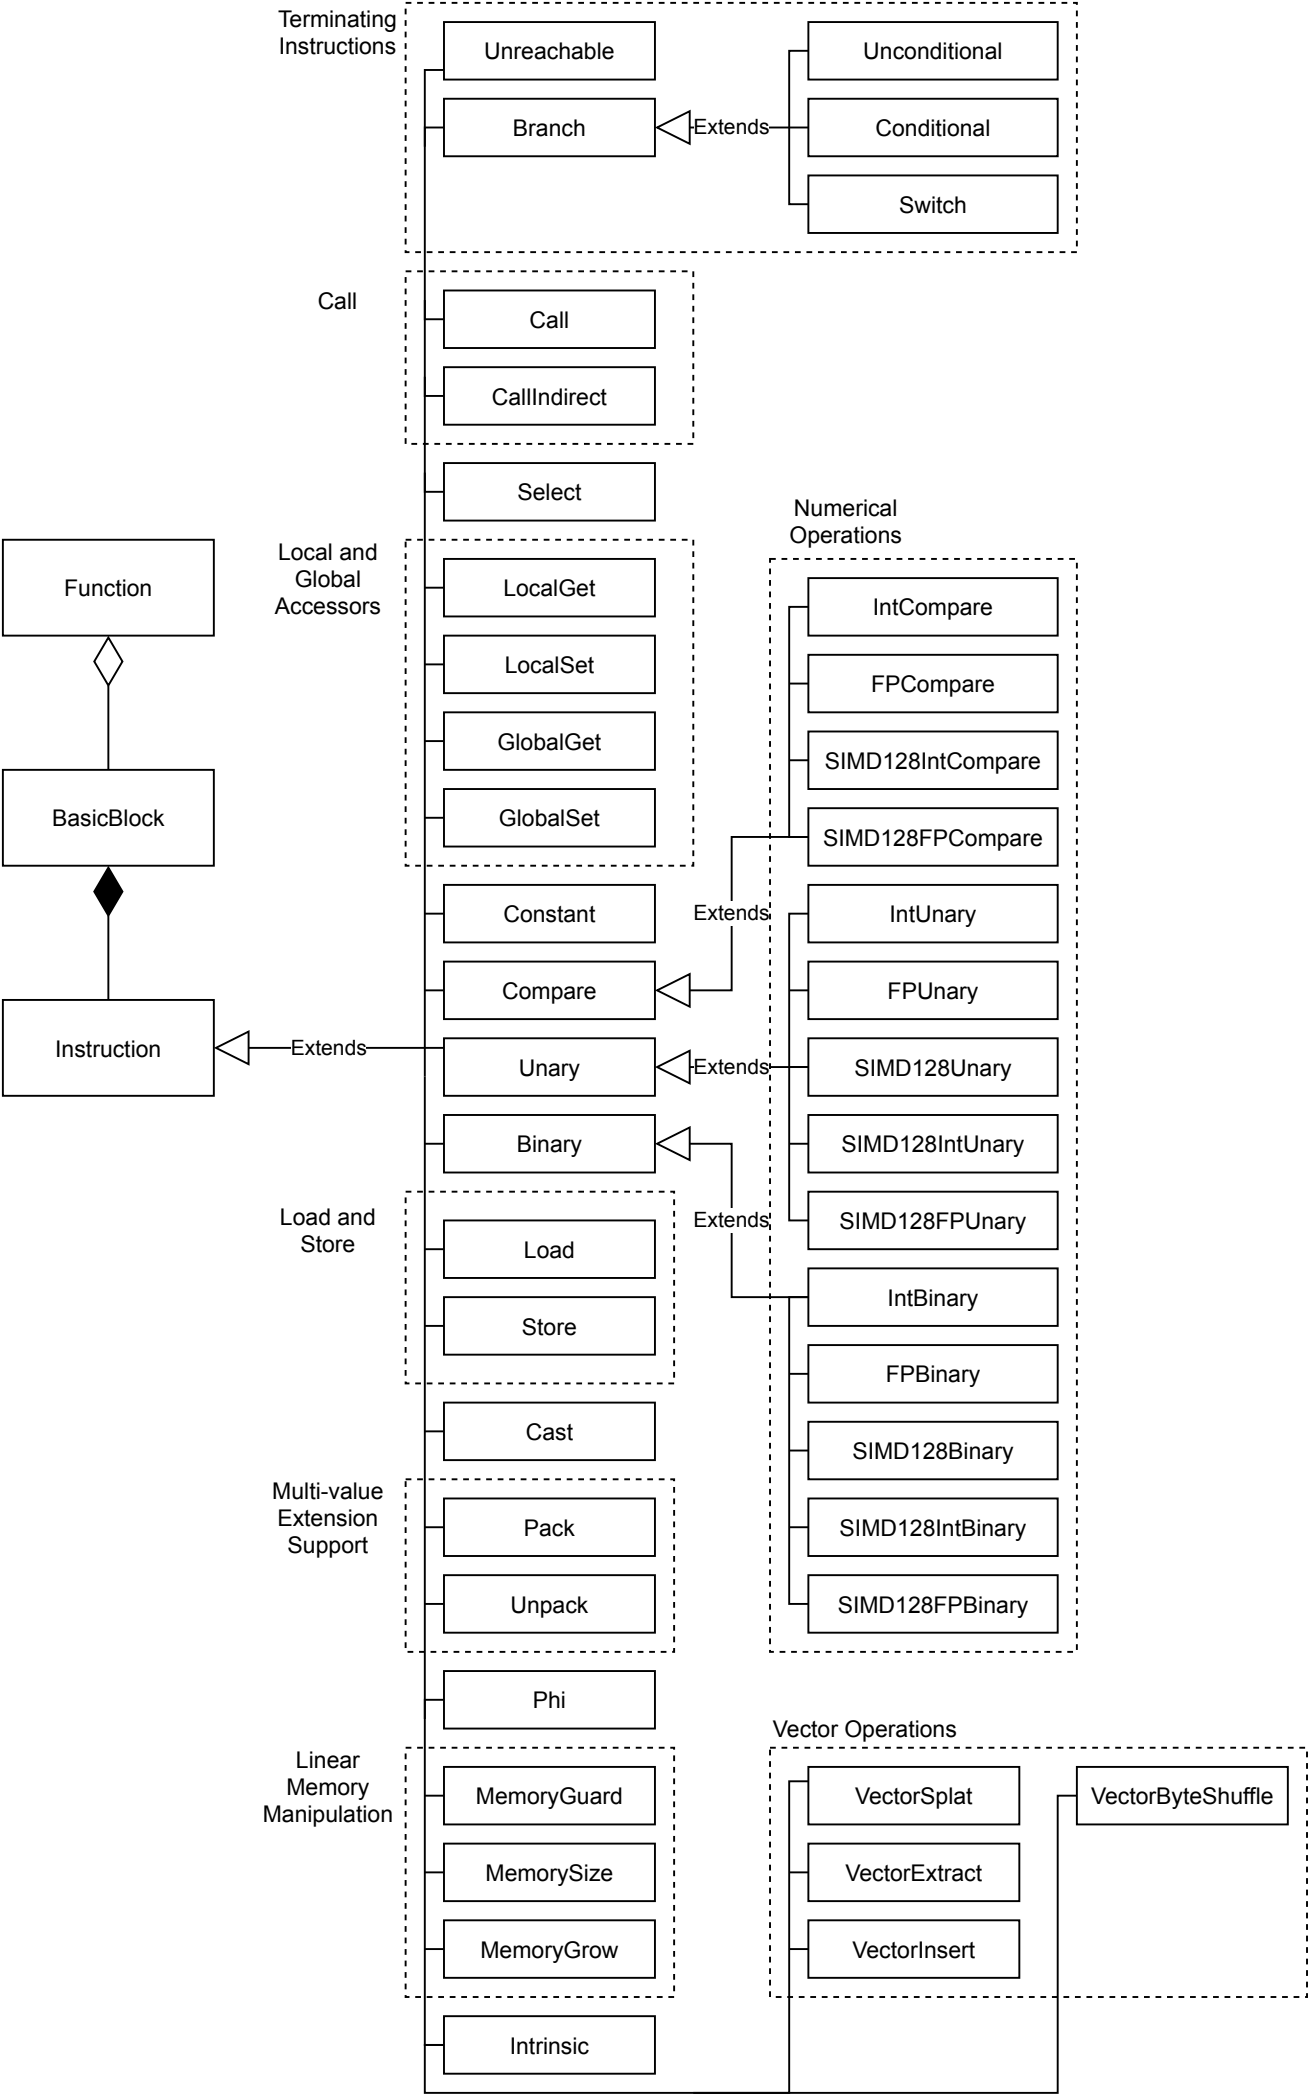 Terminating
Instructions
Unreachable
Unconditional
Branch
Extends
Conditional
Switch
Call
Call
CallIndirect
Select
Numerical
Operations
Local and
Global
Accessors
Function
LocalGet
IntCompare
LocalSet
FPCompare
GlobalGet
SIMD128IntCompare
BasicBlock
GlobalSet
SIMD128FPCompare
Constant
Extends
IntUnary
Compare
FPUnary
Instruction
Extends
Unary
Extends
SIMD128Unary
Binary
SIMD128IntUnary
Load and
Store
Extends
SIMD128FPUnary
Load
IntBinary
Store
FPBinary
Cast
SIMD128Binary
Multi-value
Extension
Support
Pack
SIMD128IntBinary
Unpack
SIMD128FPBinary
Phi
Vector Operations
Linear
Memory
Manipulation
MemoryGuard
VectorSplat
VectorByteShuffle
MemorySize
VectorExtract
MemoryGrow
VectorInsert
Intrinsic